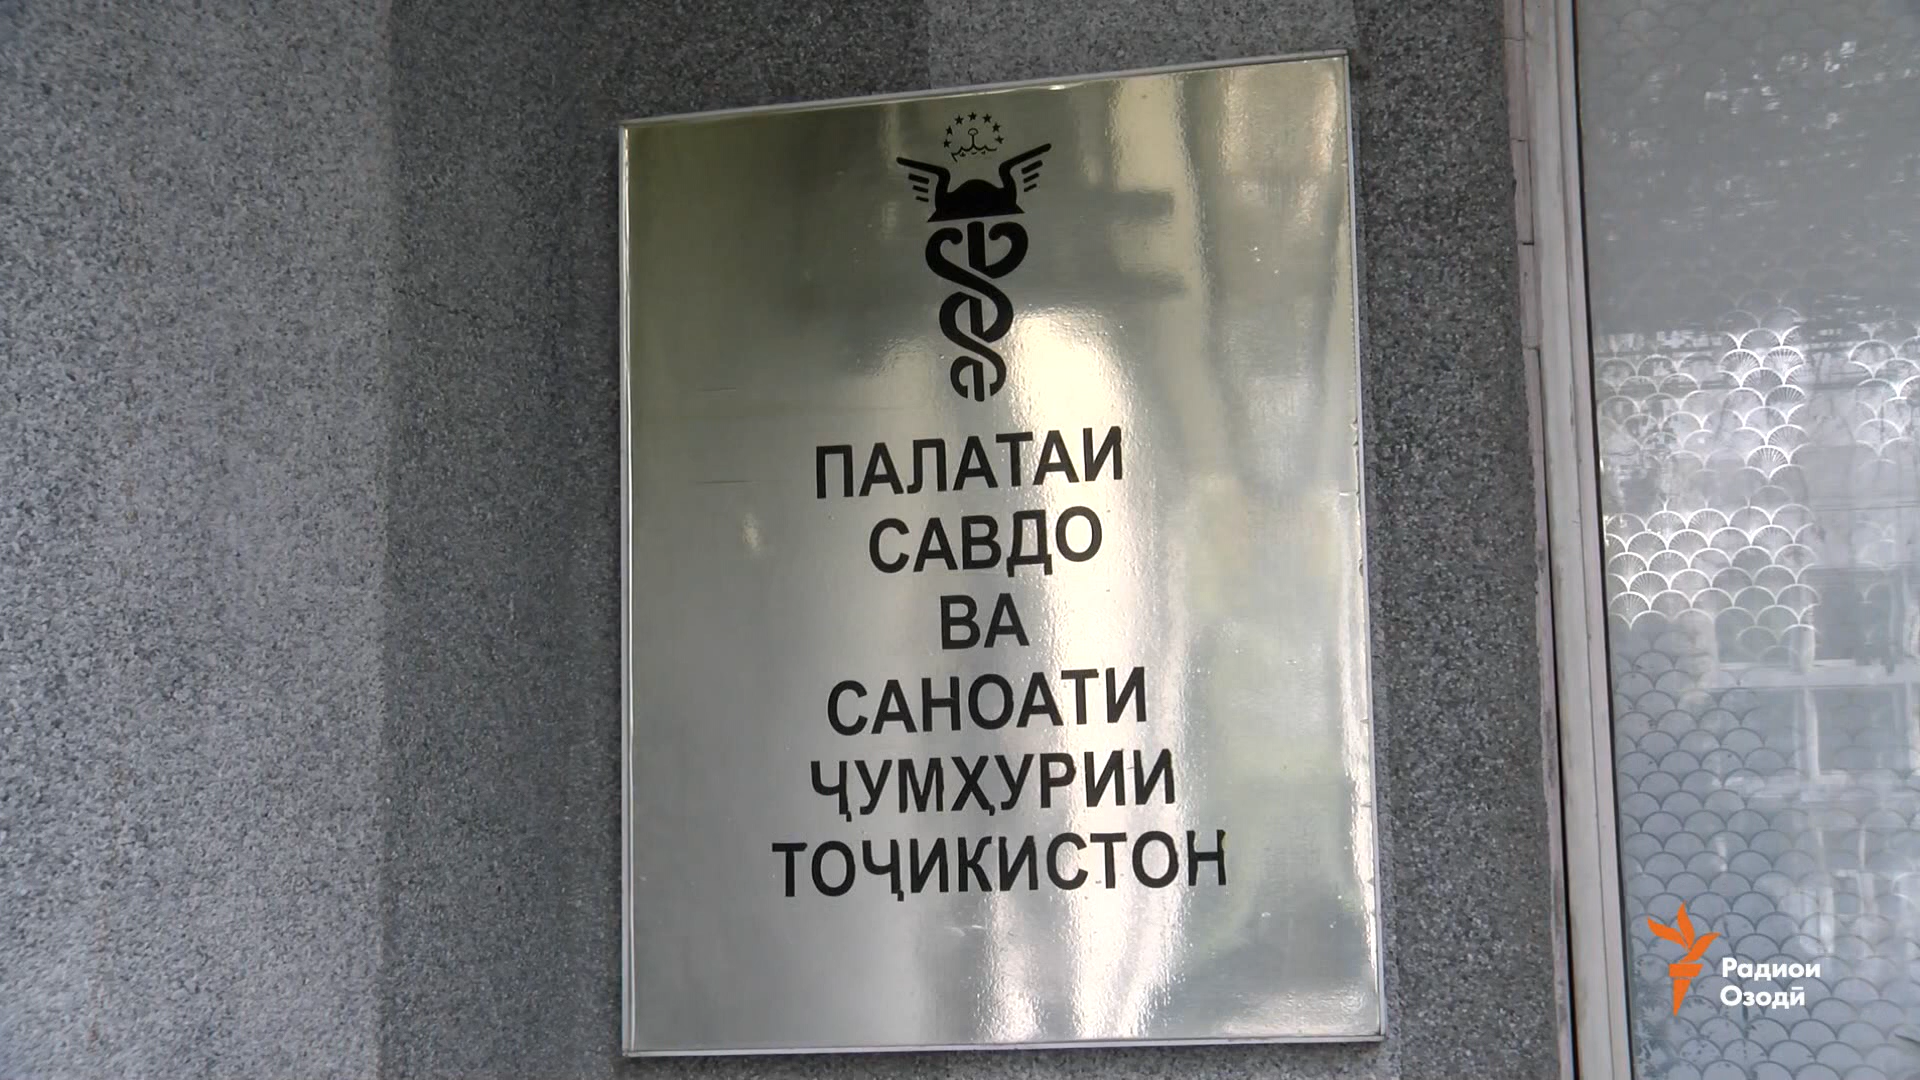 ПАЛАТАИ
САВДО
ВА
САНОАТИ
ҶУМҲУРИИ
ТОҶИКИСТОН
Радиои
Озодӣ